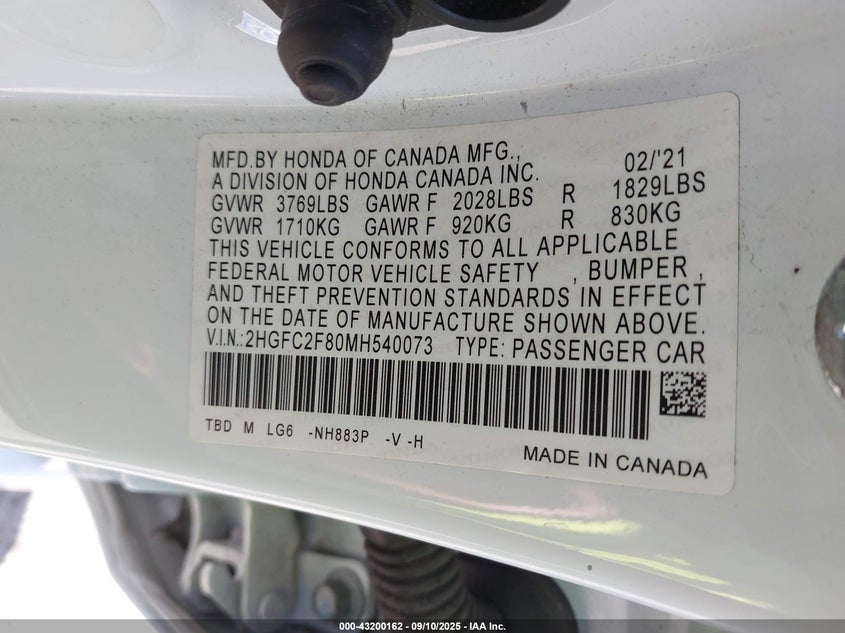 MFD.BY HONDA OF CANADA MFG., 02/'21
A DIVISION OF HONDA CANADA INC.
GVWR 3769LBS GAWR F 2028LBS R 1829LBS
GVWR 1710KG GAWR F 920KG R 830KG
THIS VEHICLE CONFORMS TO ALL APPLICABLE
FEDERAL MOTOR VEHICLE SAFETY , BUMPER ,
AND THEFT PREVENTION STANDARDS IN EFFECT
ON THE DATE OF MANUFACTURE SHOWN ABOVE.
V.I.N.:2HGFC2F80MH540073 TYPE: PASSENGER CAR
TBD M LG6 -NH883P -V -H
MADE IN CANADA
000-43200162 - 09/10/2025 - IAA Inc.